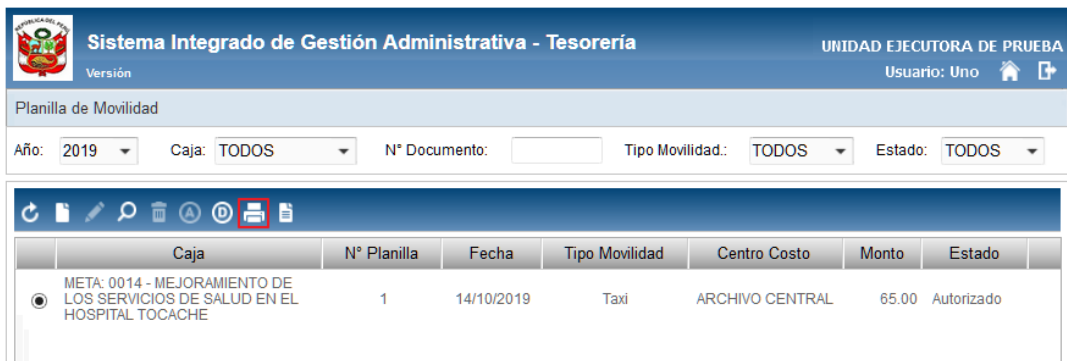 REPUBLICA DEL PERU
Sistema Integrado de Gestión Administrativa - Tesorería
UNIDAD EJECUTORA DE PRUEBA
Versión
Usuario: Uno
Planilla de Movilidad
Año: 2019 Caja: TODOS N° Documento: Tipo Movilidad.: TODOS Estado: TODOS
A D
Caja N° Planilla Fecha Tipo Movilidad Centro Costo Monto Estado
META: 0014 - MEJORAMIENTO DE
LOS SERVICIOS DE SALUD EN EL
HOSPITAL TOCACHE
1 14/10/2019 Taxi ARCHIVO CENTRAL 65.00 Autorizado